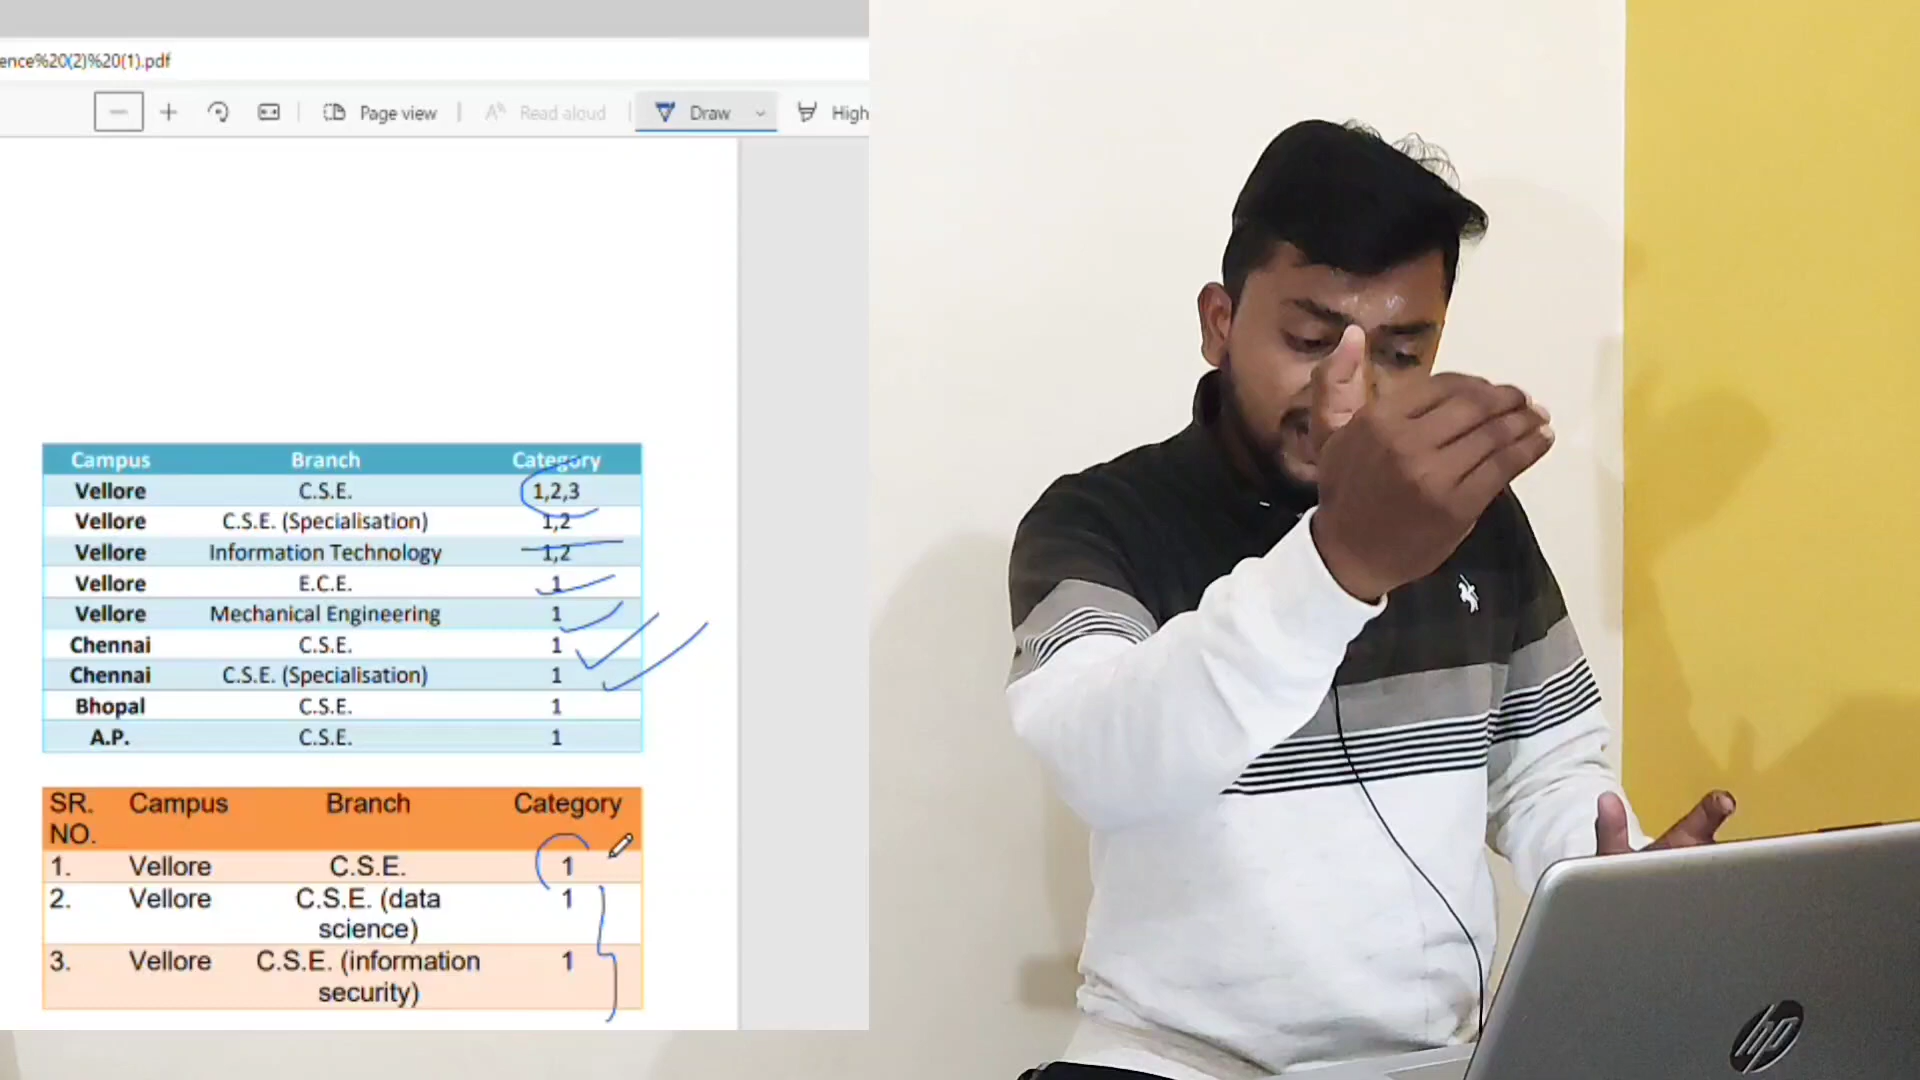 ence%20(2)%20(1).pdf
Page view
Read aloud
Draw
High
Campus Branch Category
Vellore C.S.E. 1,2,3
Vellore C.S.E. (Specialisation) 1,2
Vellore Information Technology 1,2
Vellore E.C.E. 1
Vellore Mechanical Engineering 1
Chennai C.S.E. 1
Chennai C.S.E. (Specialisation) 1
Bhopal C.S.E. 1
A.P. C.S.E. 1
SR. Campus Branch Category
NO.
1. Vellore C.S.E. 1
2. Vellore C.S.E. (data 1
science)
3. Vellore C.S.E. (information 1
security)
hp